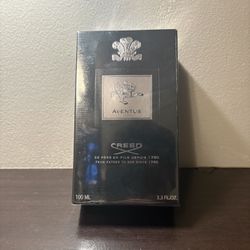 AVENTUS
CREED
DE PERE EN FILS DEPUIS 1760
FROM FATHER TO SON SINCE 1760
100 ML 3,3 FL.OZ.